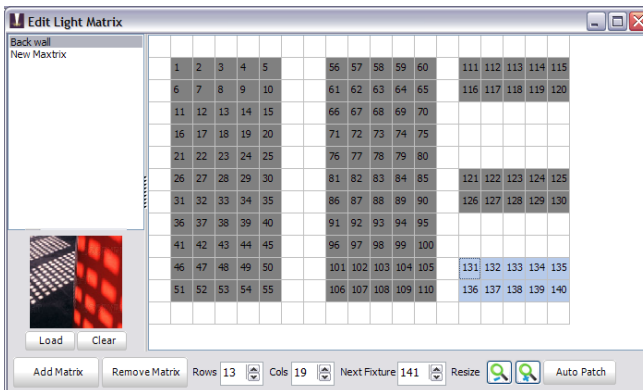 Edit Light Matrix
Back wall
New Maxtrix
1 2 3 4 5 56 57 58 59 60 111 112 113 114 115
6 7 8 9 10 61 62 63 64 65 116 117 118 119 120
11 12 13 14 15 66 67 68 69 70
16 17 18 19 20 71 72 73 74 75
21 22 23 24 25 76 77 78 79 80
26 27 28 29 30 81 82 83 84 85 121 122 123 124 125
31 32 33 34 35 86 87 88 89 90 126 127 128 129 130
36 37 38 39 40 91 92 93 94 95
41 42 43 44 45 96 97 98 99 100
46 47 48 49 50 101 102 103 104 105 131 132 133 134 135
51 52 53 54 55 106 107 108 109 110 136 137 138 139 140
Load Clear
Add Matrix Remove Matrix Rows 13 Cols 19 Next Fixture 141 Resize Auto Patch